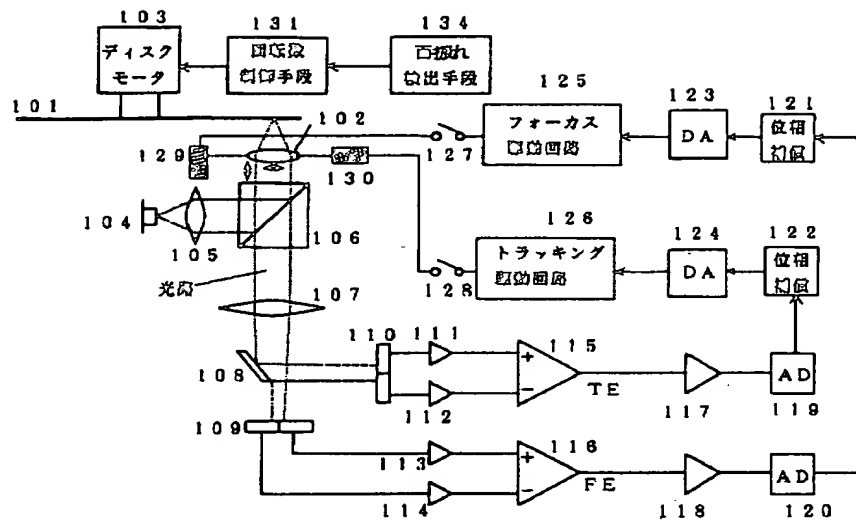 103
ディスク
モータ
131
回転数
制御手段
134
面振れ
検出手段
101
102
125
フォーカス
駆動回路
123
DA
121
位相
補償
127
129
130
104
105
106
126
トラッキング
駆動回路
124
DA
122
位相
補償
128
光路
107
110
111
115
TE
117
AD
119
108
112
109
113
116
FE
118
AD
120
114